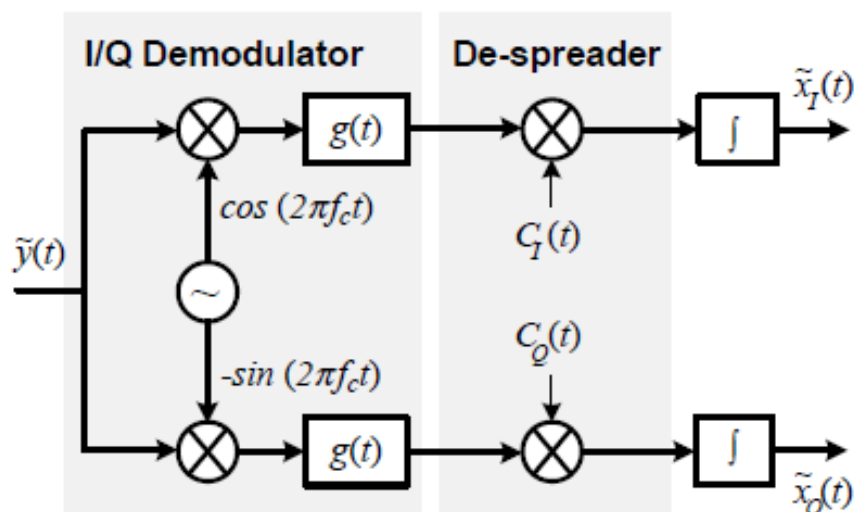 I/Q Demodulator
De-spreader
x̃_I(t)
g(t)
∫
cos (2πf_ct)
C_I(t)
ỹ(t)
~
C_Q(t)
-sin (2πf_ct)
g(t)
∫
x̃_Q(t)